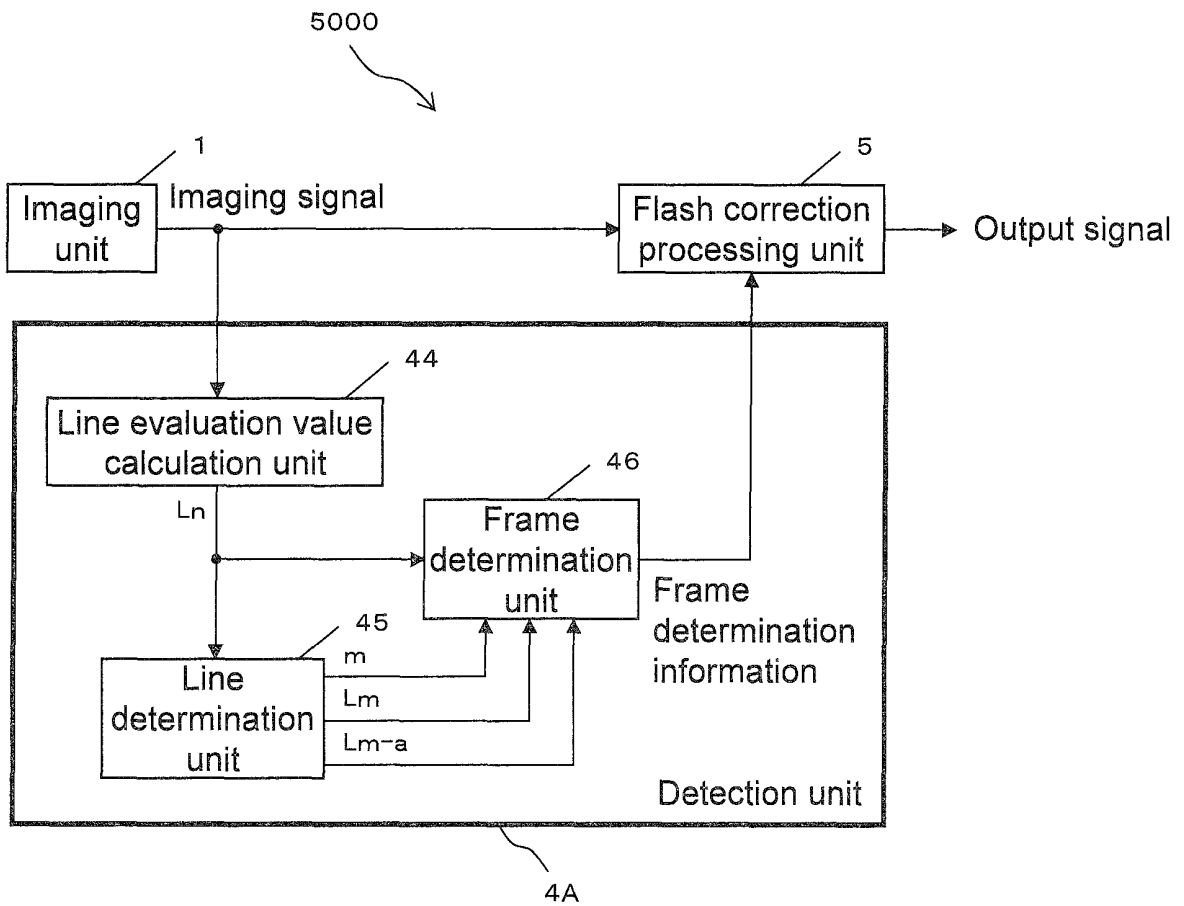 5000
1
5
Imaging
unit
Imaging signal
Flash correction
processing unit
Output signal
44
Line evaluation value
calculation unit
Ln
46
Frame
determination
unit
Frame
determination
information
45
Line
determination
unit
m
Lm
Lm-a
Detection unit
4A